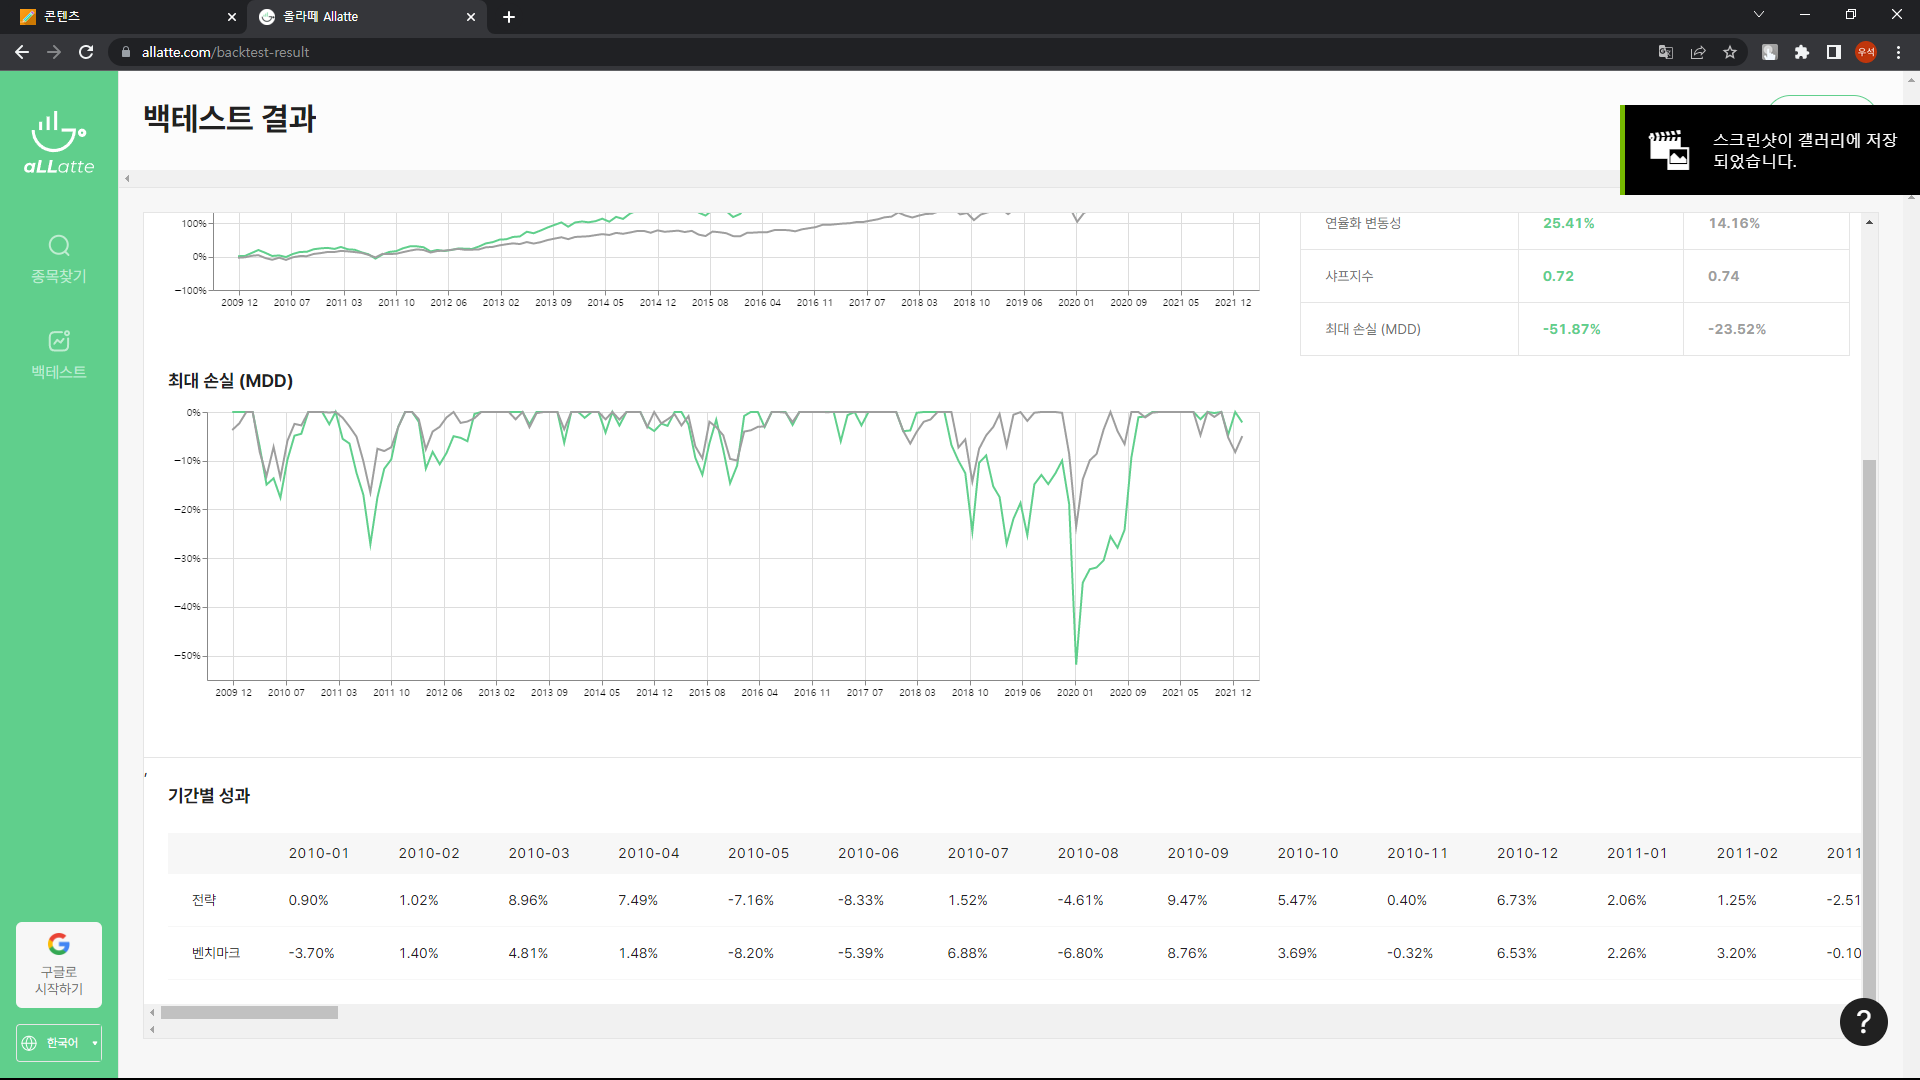 콘텐츠
올라떼 Allatte
allatte.com/backtest-result
우석
aLLatte
종목찾기
백테스트
구글로
시작하기
한국어
백테스트 결과
스크린샷이 갤러리에 저장
되었습니다.
100%
0%
−100%
2009 12 2010 07 2011 03 2011 10 2012 06 2013 02 2013 09 2014 05 2014 12 2015 08 2016 04 2016 11 2017 07 2018 03 2018 10 2019 06 2020 01 2020 09 2021 05 2021 12
연율화 변동성 25.41% 14.16%
샤프지수 0.72 0.74
최대 손실 (MDD) -51.87% -23.52%
최대 손실 (MDD)
0%
−10%
−20%
−30%
−40%
−50%
2009 12 2010 07 2011 03 2011 10 2012 06 2013 02 2013 09 2014 05 2014 12 2015 08 2016 04 2016 11 2017 07 2018 03 2018 10 2019 06 2020 01 2020 09 2021 05 2021 12
,
기간별 성과
2010-01 2010-02 2010-03 2010-04 2010-05 2010-06 2010-07 2010-08 2010-09 2010-10 2010-11 2010-12 2011-01 2011-02 2011
전략 0.90% 1.02% 8.96% 7.49% -7.16% -8.33% 1.52% -4.61% 9.47% 5.47% 0.40% 6.73% 2.06% 1.25% -2.51
벤치마크 -3.70% 1.40% 4.81% 1.48% -8.20% -5.39% 6.88% -6.80% 8.76% 3.69% -0.32% 6.53% 2.26% 3.20% -0.10
?